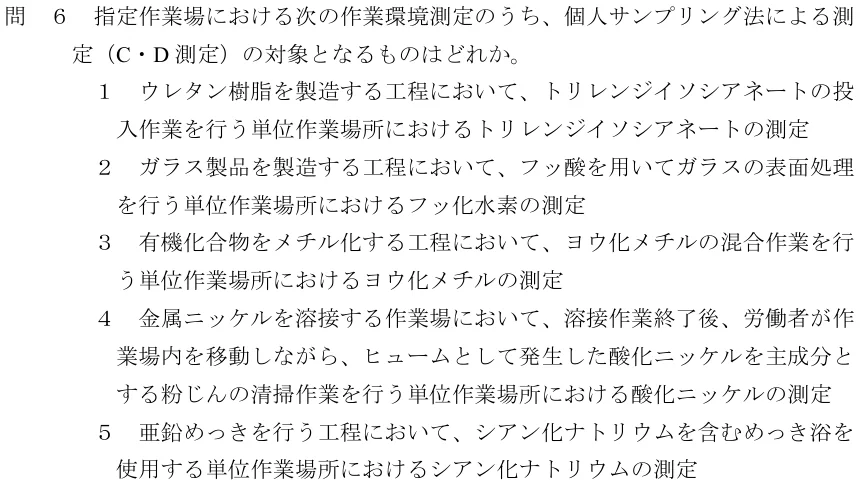 問　６　指定作業場における次の作業環境測定のうち、個人サンプリング法による測
定（C・D 測定）の対象となるものはどれか。
１　ウレタン樹脂を製造する工程において、トリレンジイソシアネートの投
入作業を行う単位作業場所におけるトリレンジイソシアネートの測定
２　ガラス製品を製造する工程において、フッ酸を用いてガラスの表面処理
を行う単位作業場所におけるフッ化水素の測定
３　有機化合物をメチル化する工程において、ヨウ化メチルの混合作業を行
う単位作業場所におけるヨウ化メチルの測定
４　金属ニッケルを溶接する作業場において、溶接作業終了後、労働者が作
業場内を移動しながら、ヒュームとして発生した酸化ニッケルを主成分と
する粉じんの清掃作業を行う単位作業場所における酸化ニッケルの測定
５　亜鉛めっきを行う工程において、シアン化ナトリウムを含むめっき浴を
使用する単位作業場所におけるシアン化ナトリウムの測定